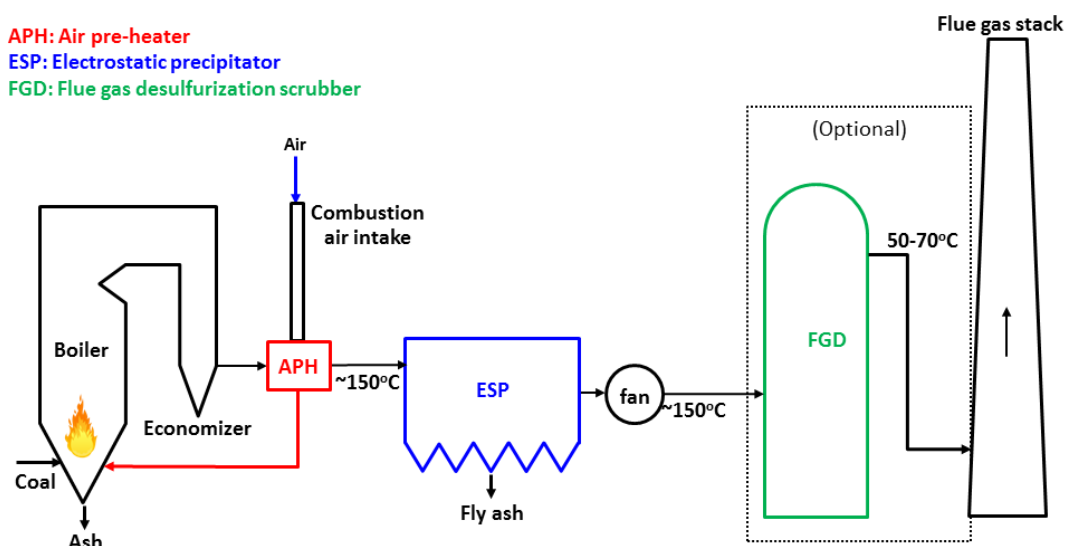 Flue gas stack
APH: Air pre-heater
ESP: Electrostatic precipitator
FGD: Flue gas desulfurization scrubber
(Optional)
Air
Combustion
air intake
50-70°C
Boiler
FGD
APH
~150°C
ESP
fan
~150°C
Economizer
Coal
Fly ash
Ash